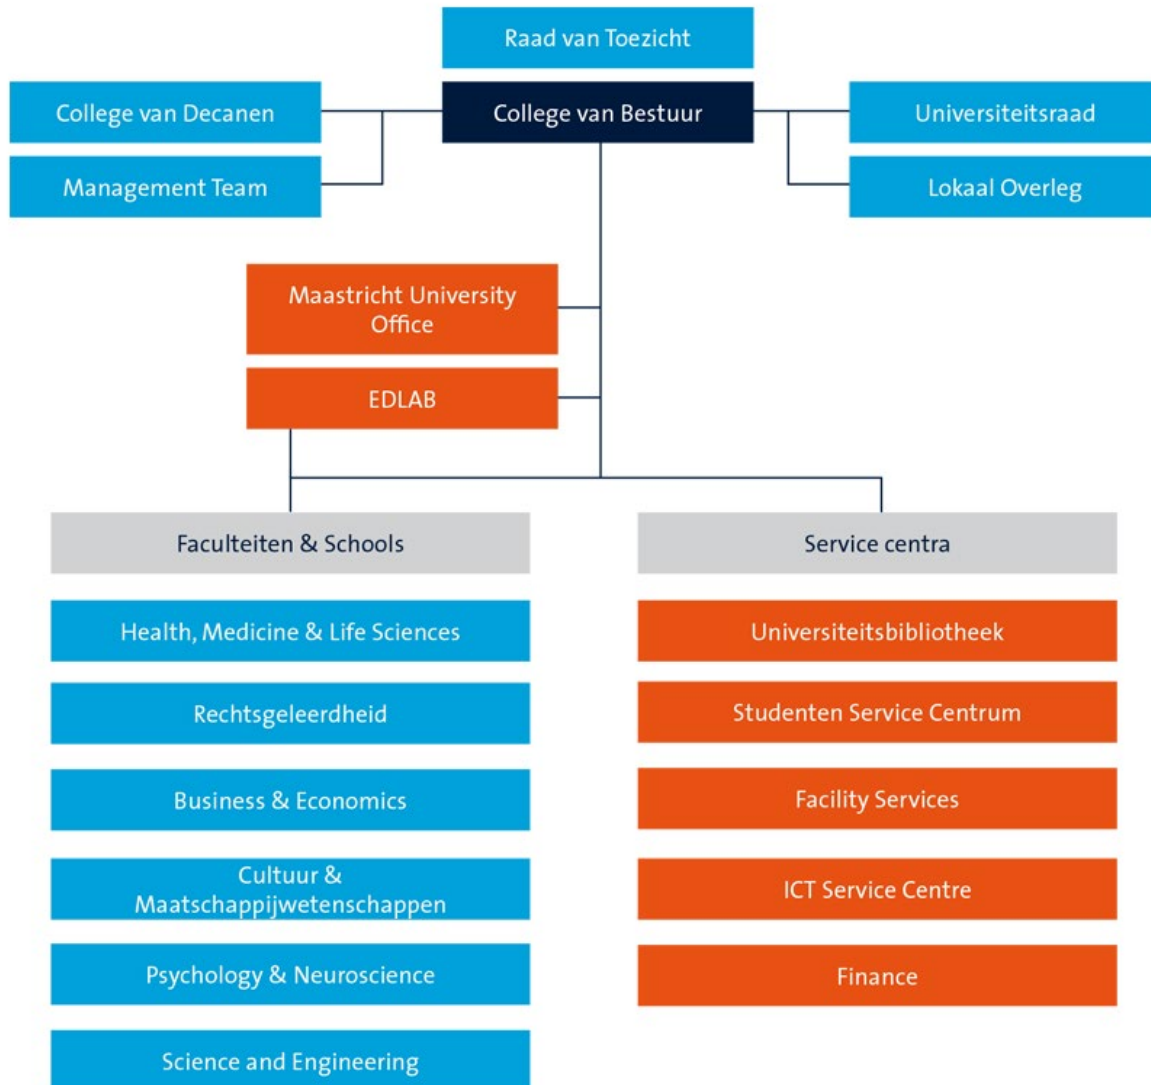 Raad van Toezicht
College van Decanen
College van Bestuur
Universiteitsraad
Management Team
Lokaal Overleg
Maastricht University
Office
EDLAB
Faculteiten & Schools
Service centra
Health, Medicine & Life Sciences
Universiteitsbibliotheek
Rechtsgeleerdheid
Studenten Service Centrum
Business & Economics
Facility Services
Cultuur &
Maatschappijwetenschappen
ICT Service Centre
Psychology & Neuroscience
Finance
Science and Engineering